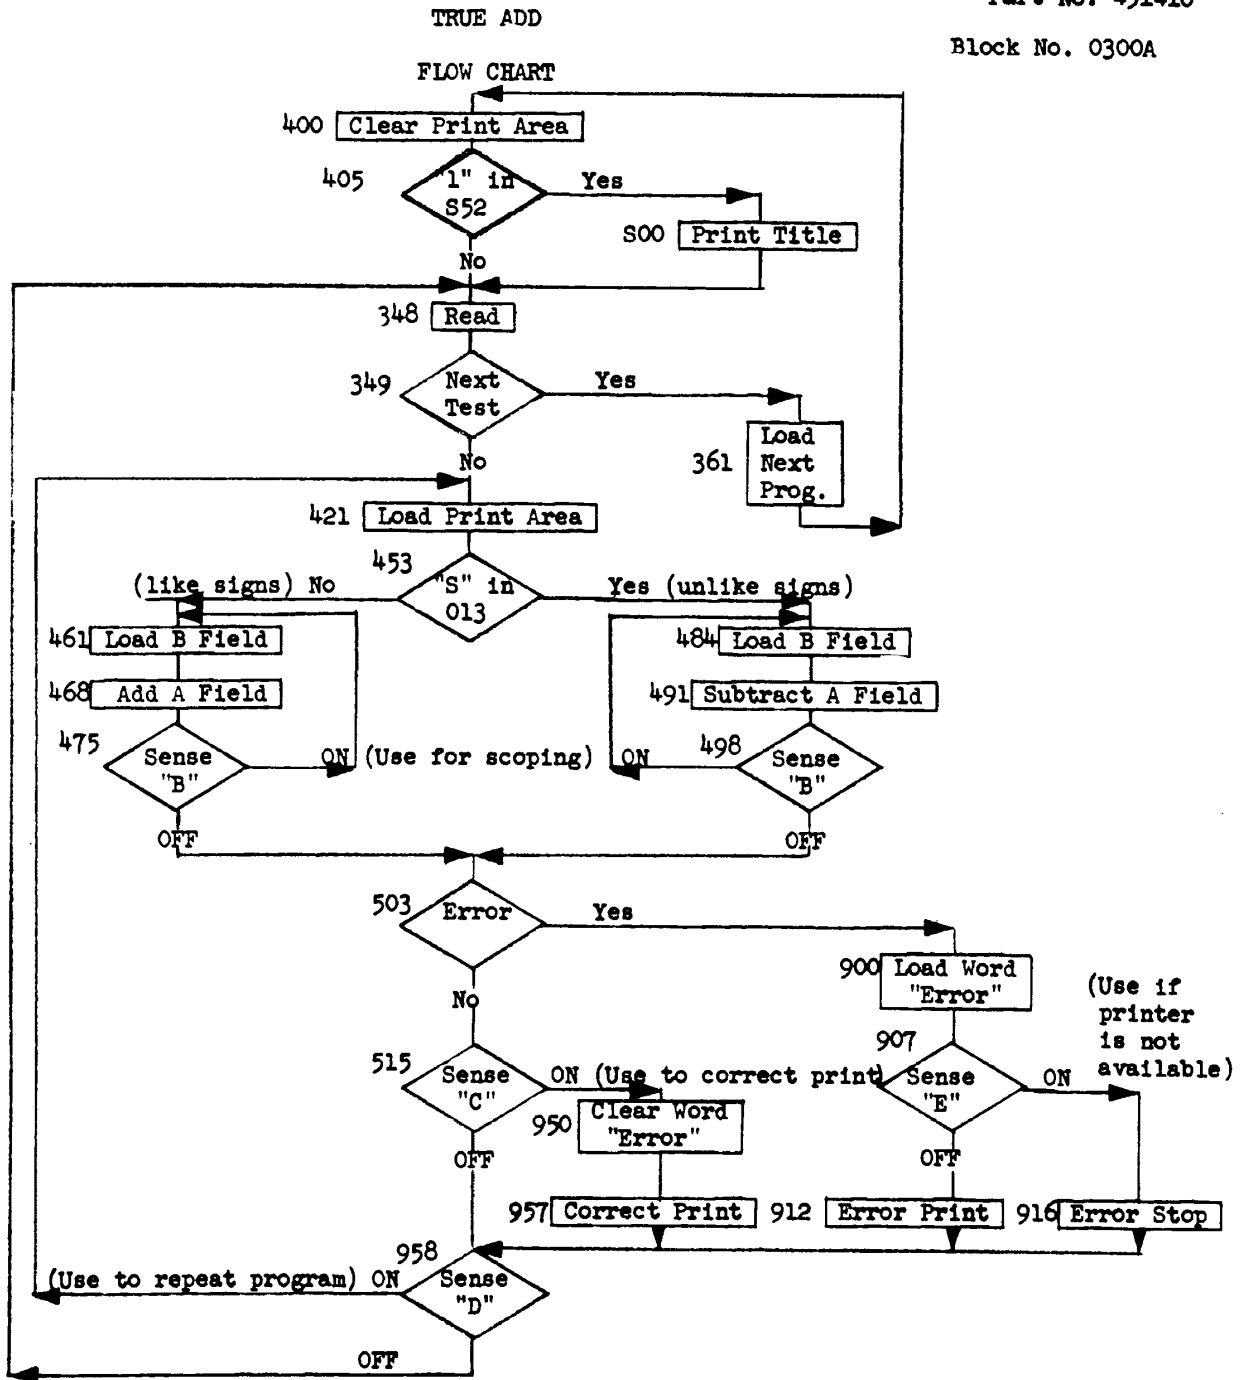 Part No. 451416
TRUE ADD
Block No. 0300A
FLOW CHART
400 Clear Print Area
405
"1" in
S52
Yes
S00 Print Title
No
348 Read
349
Next
Test
Yes
No
361
Load
Next
Prog.
421 Load Print Area
453
"S" in
013
(like signs) No
Yes (unlike signs)
461 Load B Field
484 Load B Field
468 Add A Field
491 Subtract A Field
475
Sense
"B"
ON (Use for scoping)
ON
498
Sense
"B"
OFF
OFF
503
Error
Yes
No
900 Load Word
"Error"
(Use if
printer
is not
available)
515
Sense
"C"
ON (Use to correct print)
907
Sense
"E"
ON
950 Clear Word
"Error"
OFF
OFF
957 Correct Print
912 Error Print
916 Error Stop
958
(Use to repeat program) ON
Sense
"D"
OFF